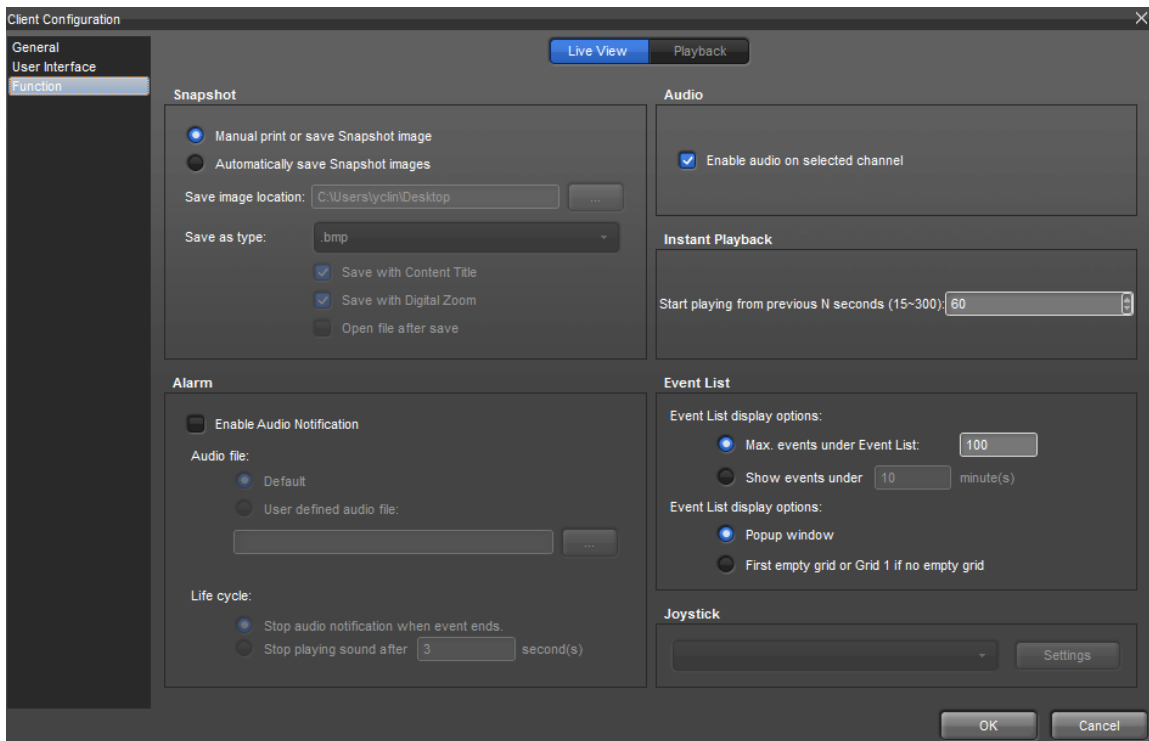 Client Configuration
General
User Interface
Function
Live View
Playback
Snapshot
Manual print or save Snapshot image
Automatically save Snapshot images
Save image location: C:\Users\yclin\Desktop ...
Save as type: .bmp
Save with Content Title
Save with Digital Zoom
Open file after save
Audio
Enable audio on selected channel
Instant Playback
Start playing from previous N seconds (15~300): 60
Alarm
Enable Audio Notification
Audio file:
Default
User defined audio file:
...
Life cycle:
Stop audio notification when event ends.
Stop playing sound after 3 second(s)
Event List
Event List display options:
Max. events under Event List: 100
Show events under 10 minute(s)
Event List display options:
Popup window
First empty grid or Grid 1 if no empty grid
Joystick
Settings
OK
Cancel